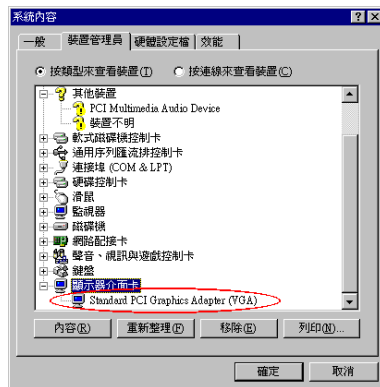 系統內容
一般 裝置管理員 硬體設定檔 效能
按類型來查看裝置(I) 按連線來查看裝置(C)
其他裝置
PCI Multimedia Audio Device
裝置不明
軟式磁碟機控制卡
通用序列匯流排控制卡
連接埠 (COM & LPT)
硬碟控制卡
滑鼠
監視器
磁碟機
網路配接卡
聲音、視訊與遊戲控制卡
鍵盤
顯示器介面卡
Standard PCI Graphics Adapter (VGA)
內容(R) 重新整理(F) 移除(E) 列印(N)...
確定 取消